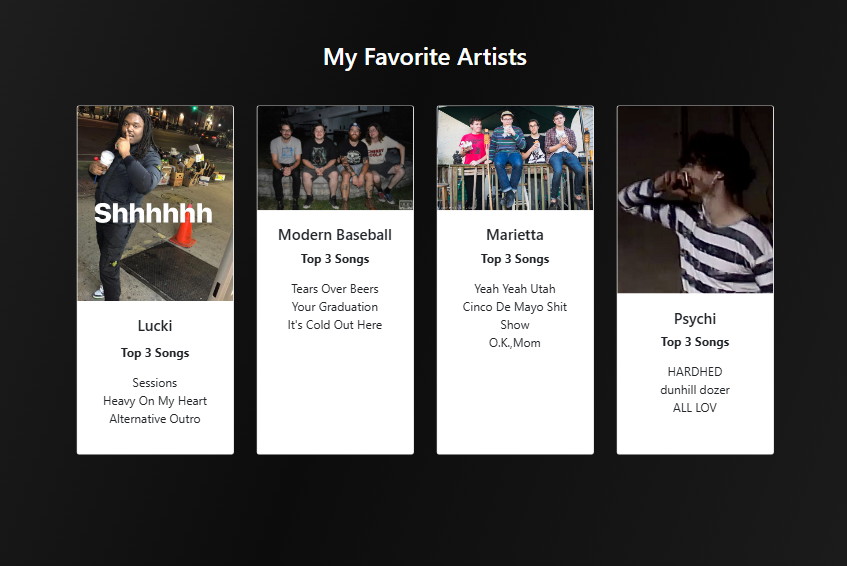 My Favorite Artists
Shhhhhh
Lucki
Top 3 Songs
Sessions
Heavy On My Heart
Alternative Outro
Modern Baseball
Top 3 Songs
Tears Over Beers
Your Graduation
It's Cold Out Here
Marietta
Top 3 Songs
Yeah Yeah Utah
Cinco De Mayo Shit
Show
O.K.,Mom
Psychi
Top 3 Songs
HARDHED
dunhill dozer
ALL LOV